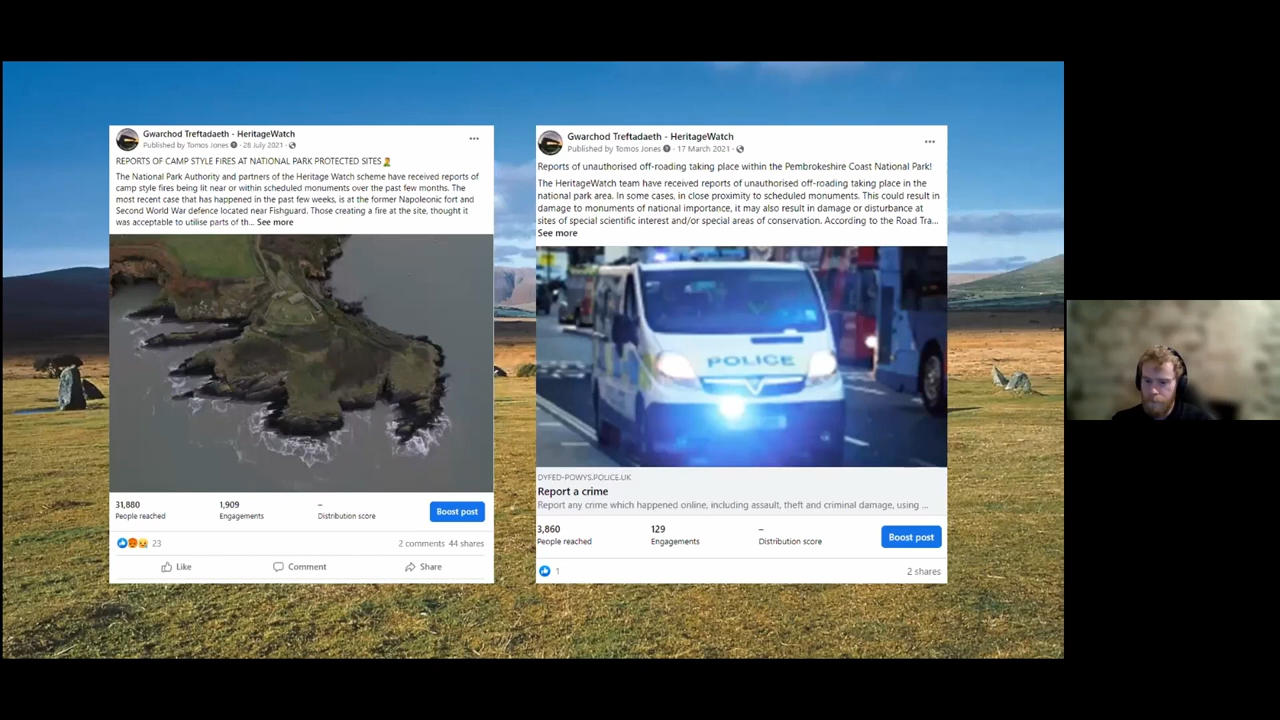 Gwarchod Treftadaeth - HeritageWatch
Published by Tomos Jones · 28 July 2021 ·
REPORTS OF CAMP STYLE FIRES AT NATIONAL PARK PROTECTED SITES
The National Park Authority and partners of the Heritage Watch scheme have received reports of
camp style fires being lit near or within scheduled monuments over the past few months. The
most recent case that has happened in the past few weeks, is at the former Napoleonic fort and
Second World War defence located near Fishguard. Those creating a fire at the site, thought it
was acceptable to utilise parts of th... See more
31,880
People reached
1,909
Engagements
–
Distribution score
Boost post
23
2 comments 44 shares
Like
Comment
Share
Gwarchod Treftadaeth - HeritageWatch
Published by Tomos Jones · 17 March 2021 ·
Reports of unauthorised off-roading taking place within the Pembrokeshire Coast National Park!
The HeritageWatch team have received reports of unauthorised off-roading taking place in the
national park area. In some cases, in close proximity to scheduled monuments. This could result in
damage to monuments of national importance, it may also result in damage or disturbance at
sites of special scientific interest and/or special areas of conservation. According to the Road Tra...
See more
POLICE
DYFED-POWYS.POLICE.UK
Report a crime
Report any crime which happened online, including assault, theft and criminal damage, using ...
3,860
People reached
129
Engagements
–
Distribution score
Boost post
1
2 shares